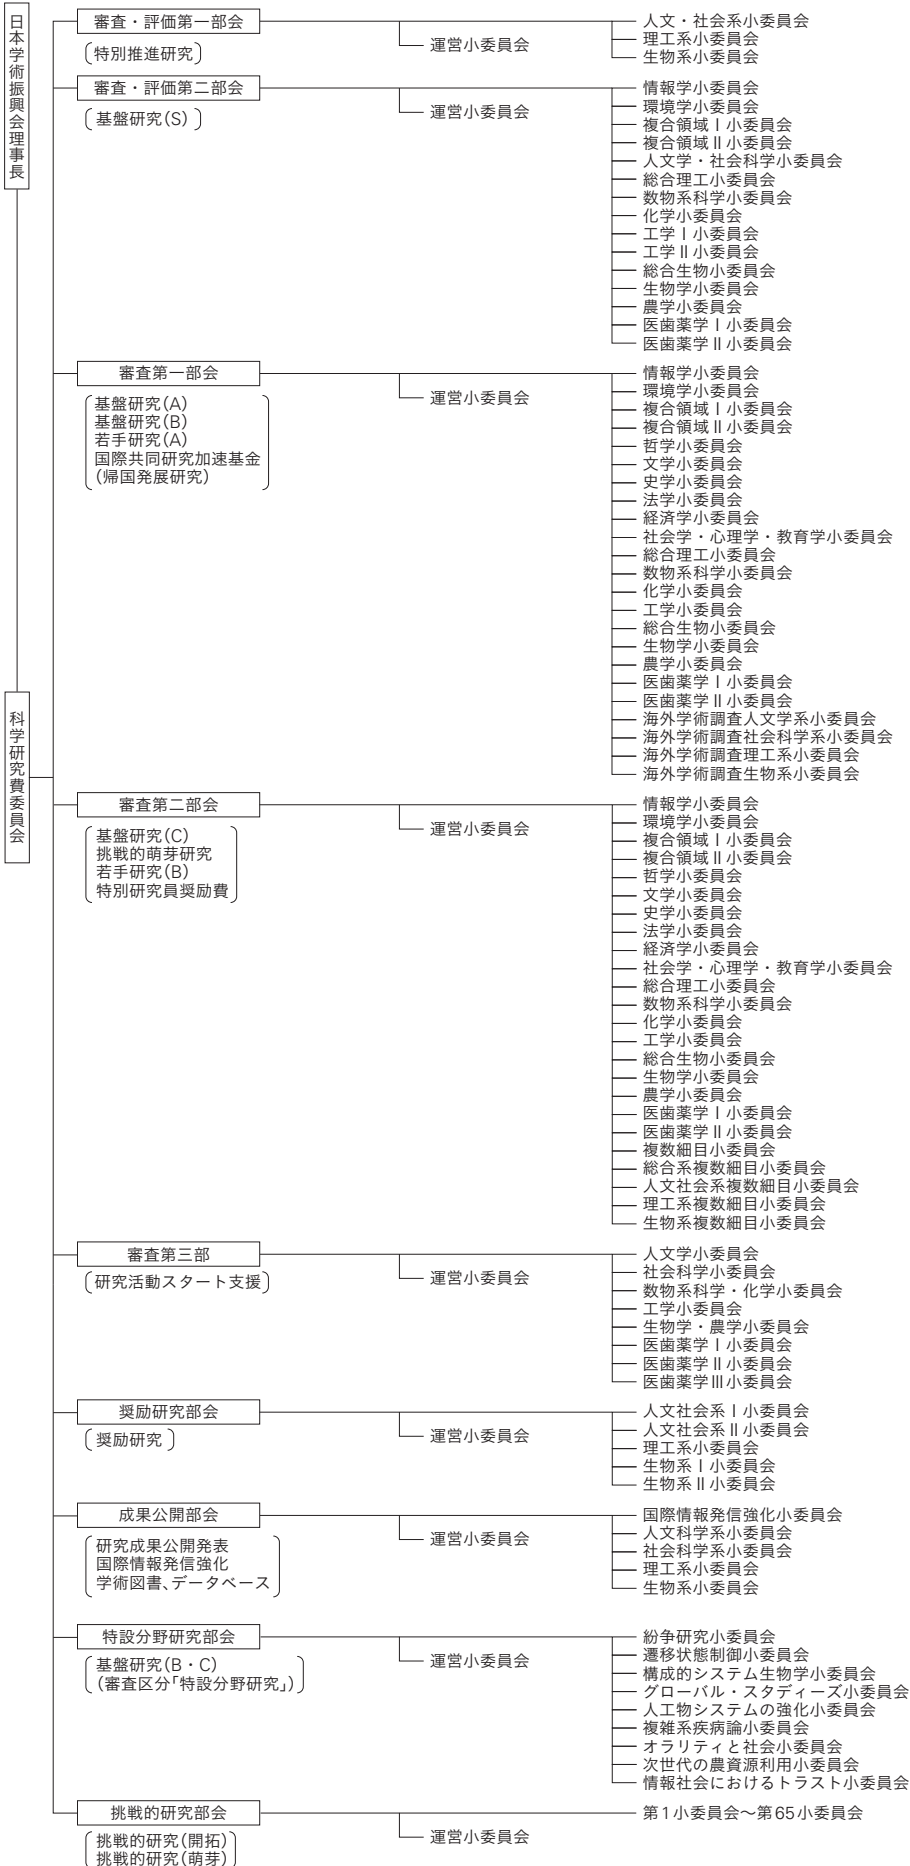 日本学術振興会理事長
科学研究費委員会
審査・評価第一部会
〔特別推進研究〕
運営小委員会
人文・社会系小委員会
理工系小委員会
生物系小委員会
審査・評価第二部会
〔基盤研究(S)〕
運営小委員会
情報学小委員会
環境学小委員会
複合領域Ⅰ小委員会
複合領域Ⅱ小委員会
人文学・社会科学小委員会
総合理工小委員会
数物系科学小委員会
化学小委員会
工学Ⅰ小委員会
工学Ⅱ小委員会
総合生物小委員会
生物学小委員会
農学小委員会
医歯薬学Ⅰ小委員会
医歯薬学Ⅱ小委員会
審査第一部会
基盤研究(A)
基盤研究(B)
若手研究(A)
国際共同研究加速基金
(帰国発展研究)
運営小委員会
情報学小委員会
環境学小委員会
複合領域Ⅰ小委員会
複合領域Ⅱ小委員会
哲学小委員会
文学小委員会
史学小委員会
法学小委員会
経済学小委員会
社会学・心理学・教育学小委員会
総合理工小委員会
数物系科学小委員会
化学小委員会
工学小委員会
総合生物小委員会
生物学小委員会
農学小委員会
医歯薬学Ⅰ小委員会
医歯薬学Ⅱ小委員会
海外学術調査人文学系小委員会
海外学術調査社会科学系小委員会
海外学術調査理工系小委員会
海外学術調査生物系小委員会
審査第二部会
基盤研究(C)
挑戦的萌芽研究
若手研究(B)
特別研究員奨励費
運営小委員会
情報学小委員会
環境学小委員会
複合領域Ⅰ小委員会
複合領域Ⅱ小委員会
哲学小委員会
文学小委員会
史学小委員会
法学小委員会
経済学小委員会
社会学・心理学・教育学小委員会
総合理工小委員会
数物系科学小委員会
化学小委員会
工学小委員会
総合生物小委員会
生物学小委員会
農学小委員会
医歯薬学Ⅰ小委員会
医歯薬学Ⅱ小委員会
複数細目小委員会
総合系複数細目小委員会
人文社会系複数細目小委員会
理工系複数細目小委員会
生物系複数細目小委員会
審査第三部
〔研究活動スタート支援〕
運営小委員会
人文学小委員会
社会科学小委員会
数物系科学・化学小委員会
工学小委員会
生物学・農学小委員会
医歯薬学Ⅰ小委員会
医歯薬学Ⅱ小委員会
医歯薬学Ⅲ小委員会
奨励研究部会
〔奨励研究〕
運営小委員会
人文社会系Ⅰ小委員会
人文社会系Ⅱ小委員会
理工系小委員会
生物系Ⅰ小委員会
生物系Ⅱ小委員会
成果公開部会
研究成果公開発表
国際情報発信強化
学術図書、データベース
運営小委員会
国際情報発信強化小委員会
人文科学系小委員会
社会科学系小委員会
理工系小委員会
生物系小委員会
特設分野研究部会
基盤研究(B・C)
(審査区分「特設分野研究」)
運営小委員会
紛争研究小委員会
遷移状態制御小委員会
構成的システム生物学小委員会
グローバル・スタディーズ小委員会
人工物システムの強化小委員会
複雑系疾病論小委員会
オラリティと社会小委員会
次世代の農資源利用小委員会
情報社会におけるトラスト小委員会
挑戦的研究部会
挑戦的研究(開拓)
挑戦的研究(萌芽)
運営小委員会
第1小委員会〜第65小委員会